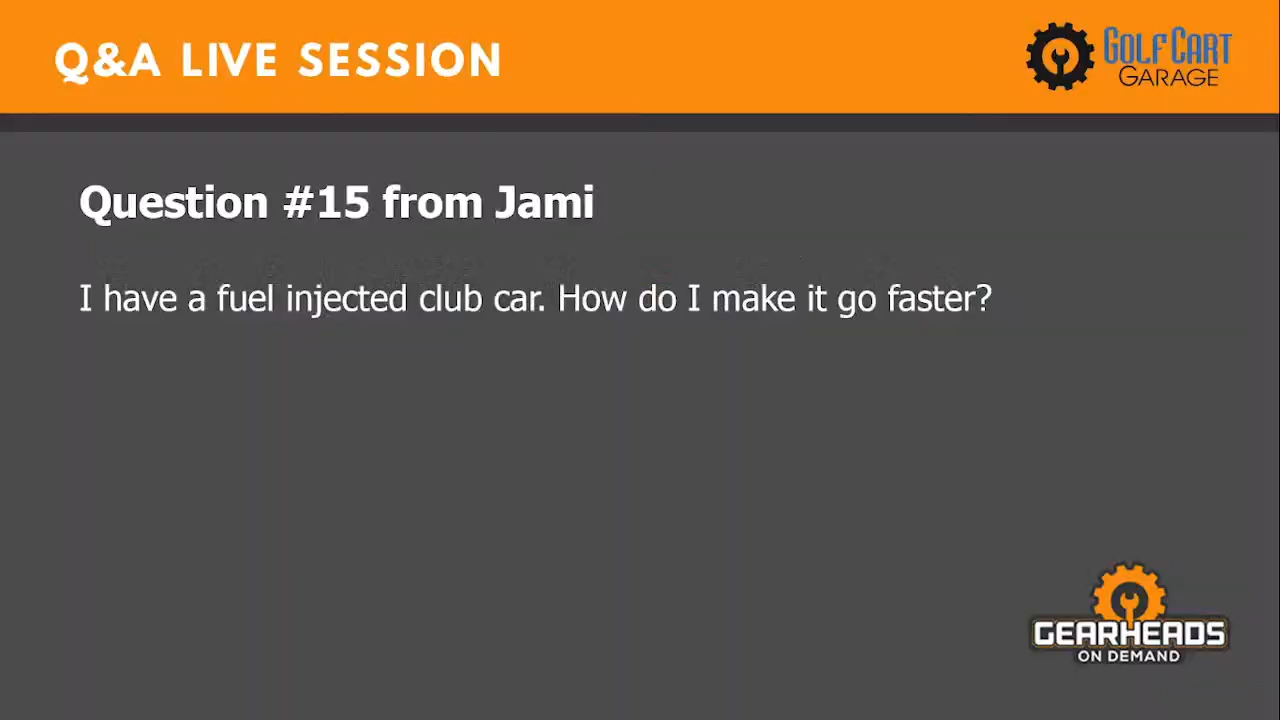 Q&A LIVE SESSION
GOLF CART
GARAGE
Question #15 from Jami
I have a fuel injected club car. How do I make it go faster?
GEARHEADS
ON DEMAND